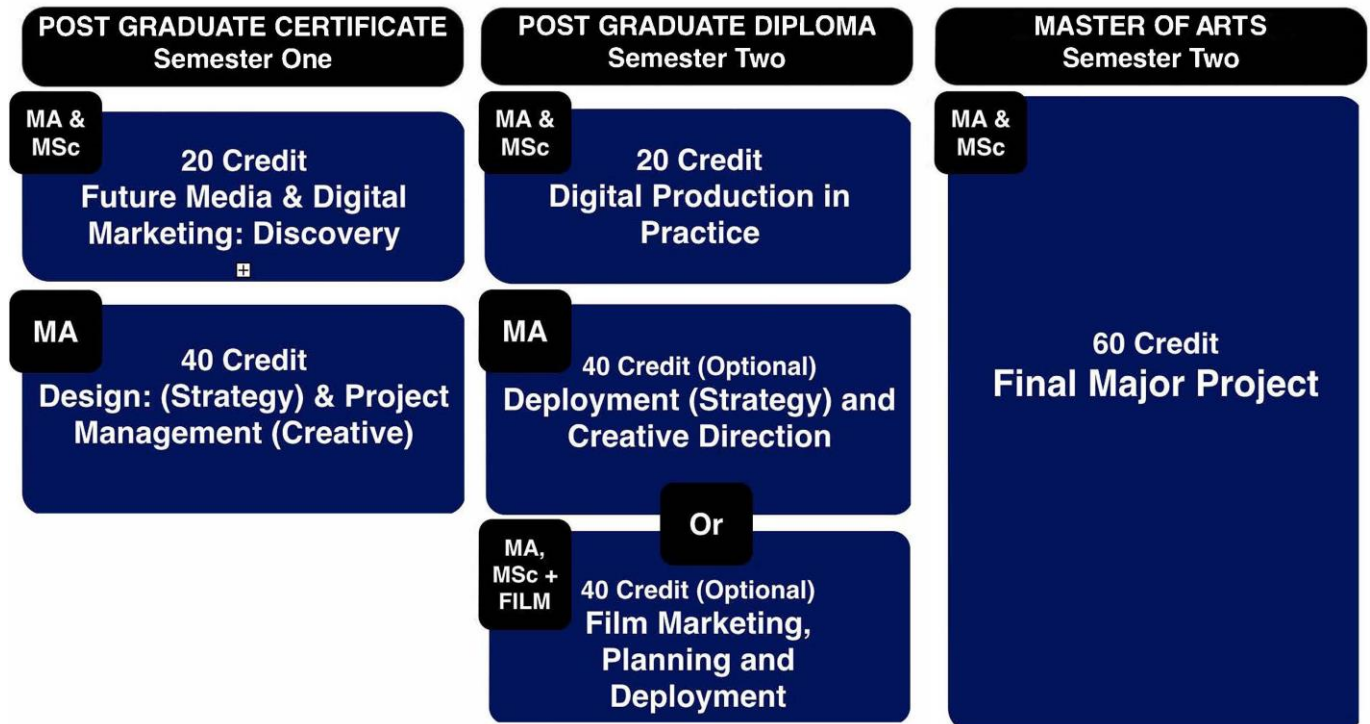 POST GRADUATE CERTIFICATE
Semester One
MA &
MSc
20 Credit
Future Media & Digital
Marketing: Discovery
MA
40 Credit
Design: (Strategy) & Project
Management (Creative)
POST GRADUATE DIPLOMA
Semester Two
MA &
MSc
20 Credit
Digital Production in
Practice
MA
40 Credit (Optional)
Deployment (Strategy) and
Creative Direction
Or
MA,
MSc +
FILM
40 Credit (Optional)
Film Marketing,
Planning and
Deployment
MASTER OF ARTS
Semester Two
MA &
MSc
60 Credit
Final Major Project